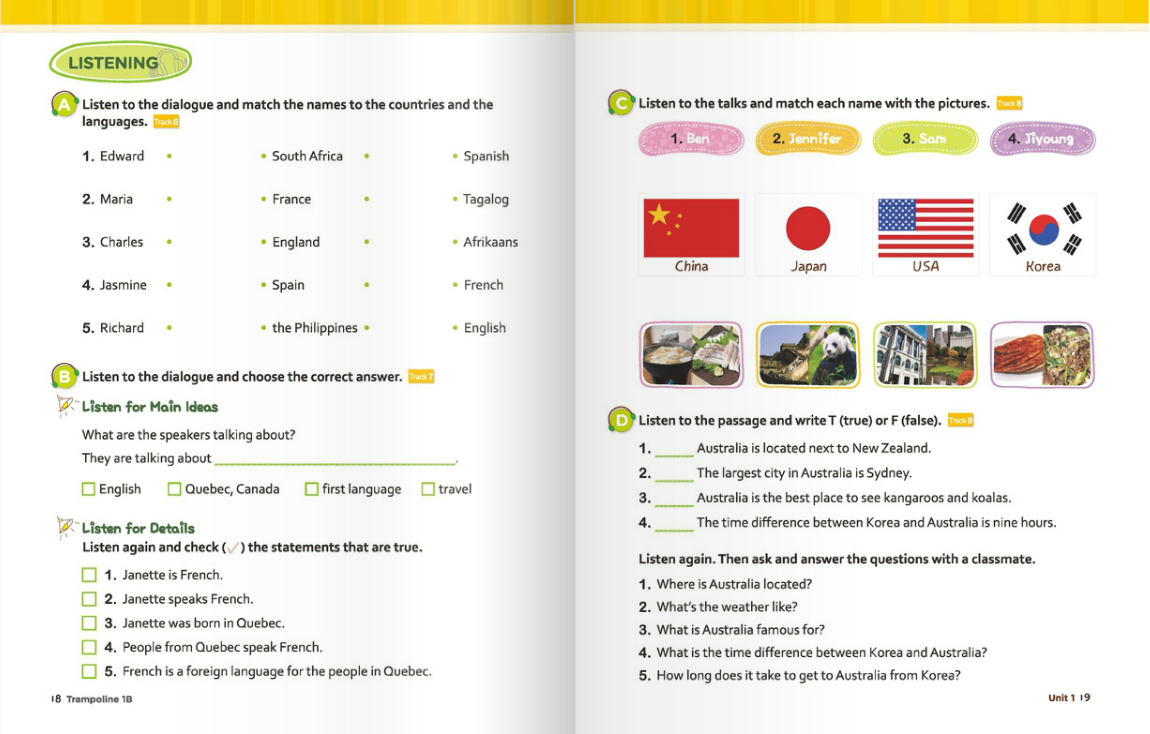 LISTENING
A Listen to the dialogue and match the names to the countries and the
languages. Track 6
1. Edward • • South Africa • • Spanish
2. Maria • • France • • Tagalog
3. Charles • • England • • Afrikaans
4. Jasmine • • Spain • • French
5. Richard • • the Philippines • • English
B Listen to the dialogue and choose the correct answer. Track 7
Listen for Main Ideas
What are the speakers talking about?
They are talking about ____________________.
English Quebec, Canada first language travel
Listen for Details
Listen again and check (✓) the statements that are true.
1. Janette is French.
2. Janette speaks French.
3. Janette was born in Quebec.
4. People from Quebec speak French.
5. French is a foreign language for the people in Quebec.
18 Trampoline 1B
C Listen to the talks and match each name with the pictures. Track 8
1. Ben 2. Jennifer 3. Sam 4. Jiyoung
China Japan USA Korea
D Listen to the passage and write T (true) or F (false). Track 9
1. _____ Australia is located next to New Zealand.
2. _____ The largest city in Australia is Sydney.
3. _____ Australia is the best place to see kangaroos and koalas.
4. _____ The time difference between Korea and Australia is nine hours.
Listen again. Then ask and answer the questions with a classmate.
1. Where is Australia located?
2. What's the weather like?
3. What is Australia famous for?
4. What is the time difference between Korea and Australia?
5. How long does it take to get to Australia from Korea?
Unit 1 19